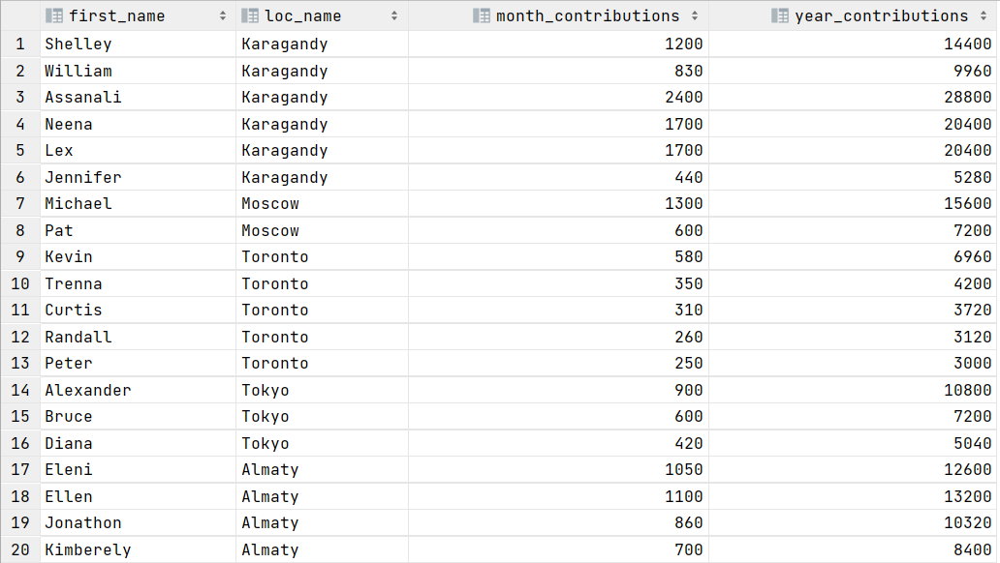 first_name loc_name month_contributions year_contributions
1 Shelley Karagandy 1200 14400
2 William Karagandy 830 9960
3 Assanali Karagandy 2400 28800
4 Neena Karagandy 1700 20400
5 Lex Karagandy 1700 20400
6 Jennifer Karagandy 440 5280
7 Michael Moscow 1300 15600
8 Pat Moscow 600 7200
9 Kevin Toronto 580 6960
10 Trenna Toronto 350 4200
11 Curtis Toronto 310 3720
12 Randall Toronto 260 3120
13 Peter Toronto 250 3000
14 Alexander Tokyo 900 10800
15 Bruce Tokyo 600 7200
16 Diana Tokyo 420 5040
17 Eleni Almaty 1050 12600
18 Ellen Almaty 1100 13200
19 Jonathon Almaty 860 10320
20 Kimberely Almaty 700 8400